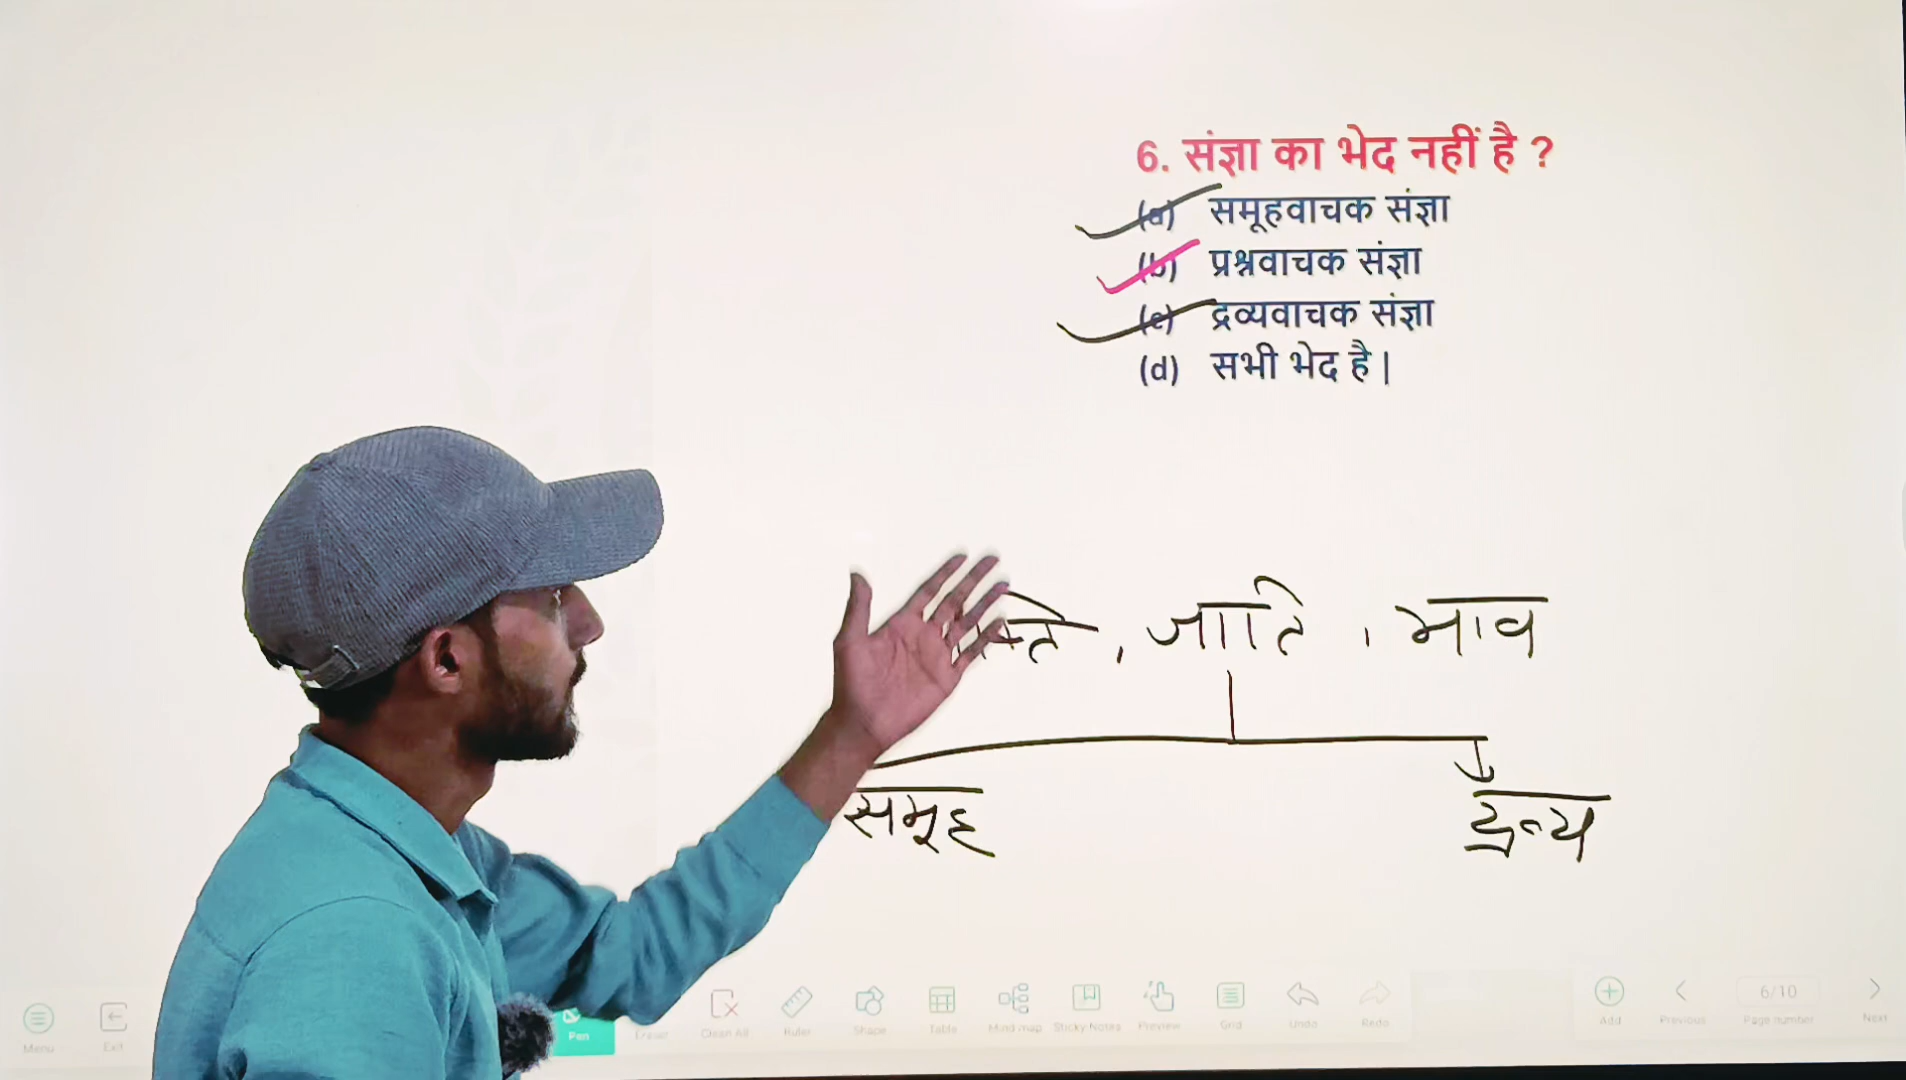 6. संज्ञा का भेद नहीं है ?
(a) समूहवाचक संज्ञा
(b) प्रश्नवाचक संज्ञा
(c) द्रव्यवाचक संज्ञा
(d) सभी भेद है |
, जाति , भाव
समूह द्रव्य
Menu Exit Pen Eraser Clean All Ruler Shape Table Mind map Sticky Notes Preview Grid Undo Redo Add Previous 6/10 Page number Next